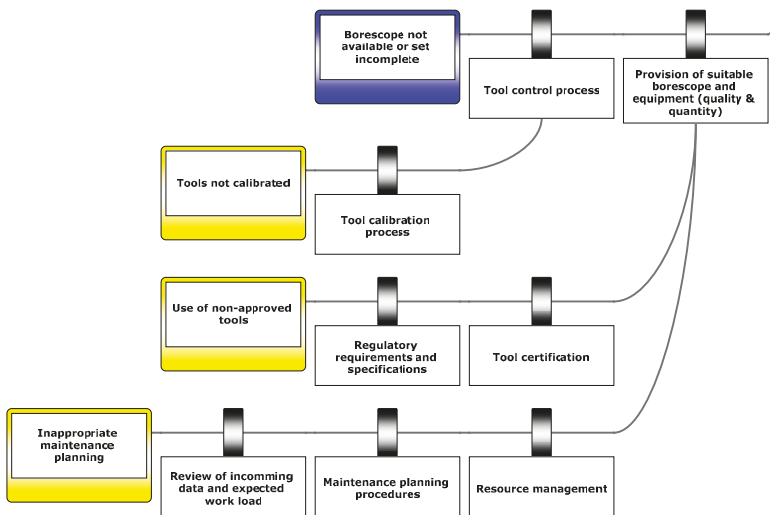 Borescope not
available or set
incomplete
Tool control process
Provision of suitable
borescope and
equipment (quality &
quantity)
Tools not calibrated
Tool calibration
process
Use of non-approved
tools
Regulatory
requirements and
specifications
Tool certification
Inappropriate
maintenance
planning
Review of incomming
data and expected
work load
Maintenance planning
procedures
Resource management